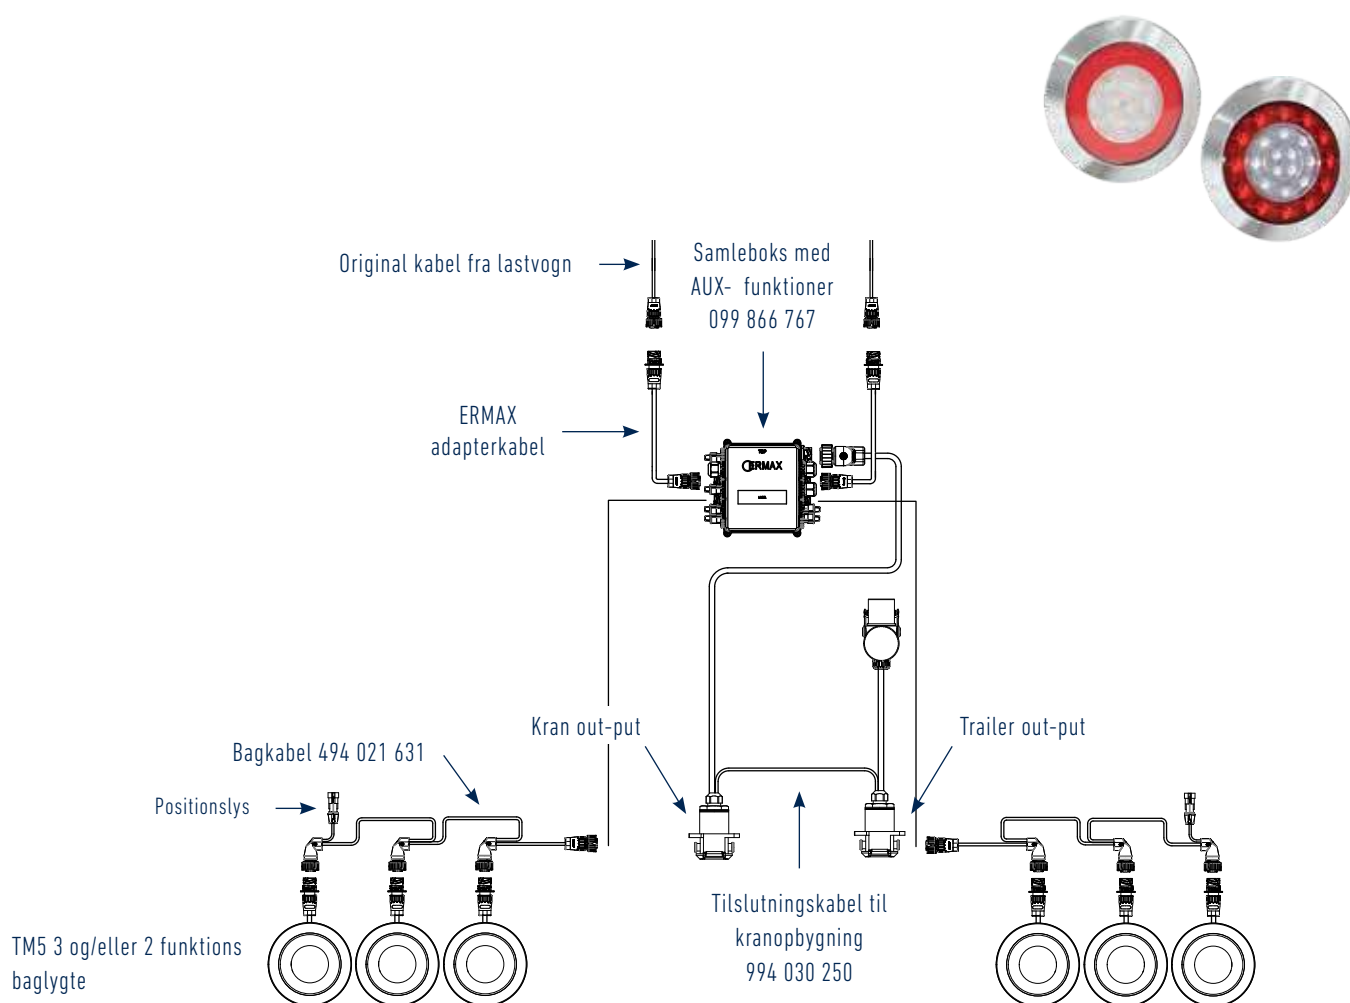 Original kabel fra lastvogn
Samleboks med
AUX- funktioner
099 866 767
ERMAX
adapterkabel
TOP
ERMAX
Kran out-put
Trailer out-put
Bagkabel 494 021 631
Positionslys
Tilslutningskabel til
kranopbygning
994 030 250
TM5 3 og/eller 2 funktions
baglygte